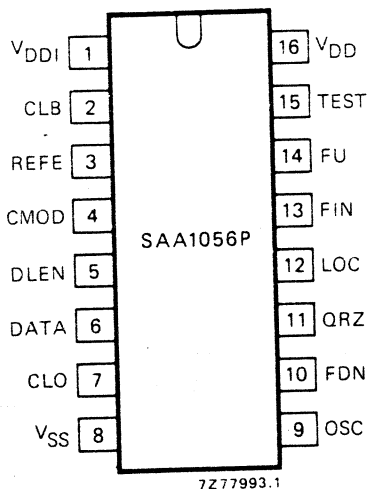 VDDI 1 16 VDD
CLB 2 15 TEST
REFE 3 14 FU
CMOD 4 13 FIN
SAA1056P
DLEN 5 12 LOC
DATA 6 11 QRZ
CLO 7 10 FDN
VSS 8 9 OSC
7Z77993.1